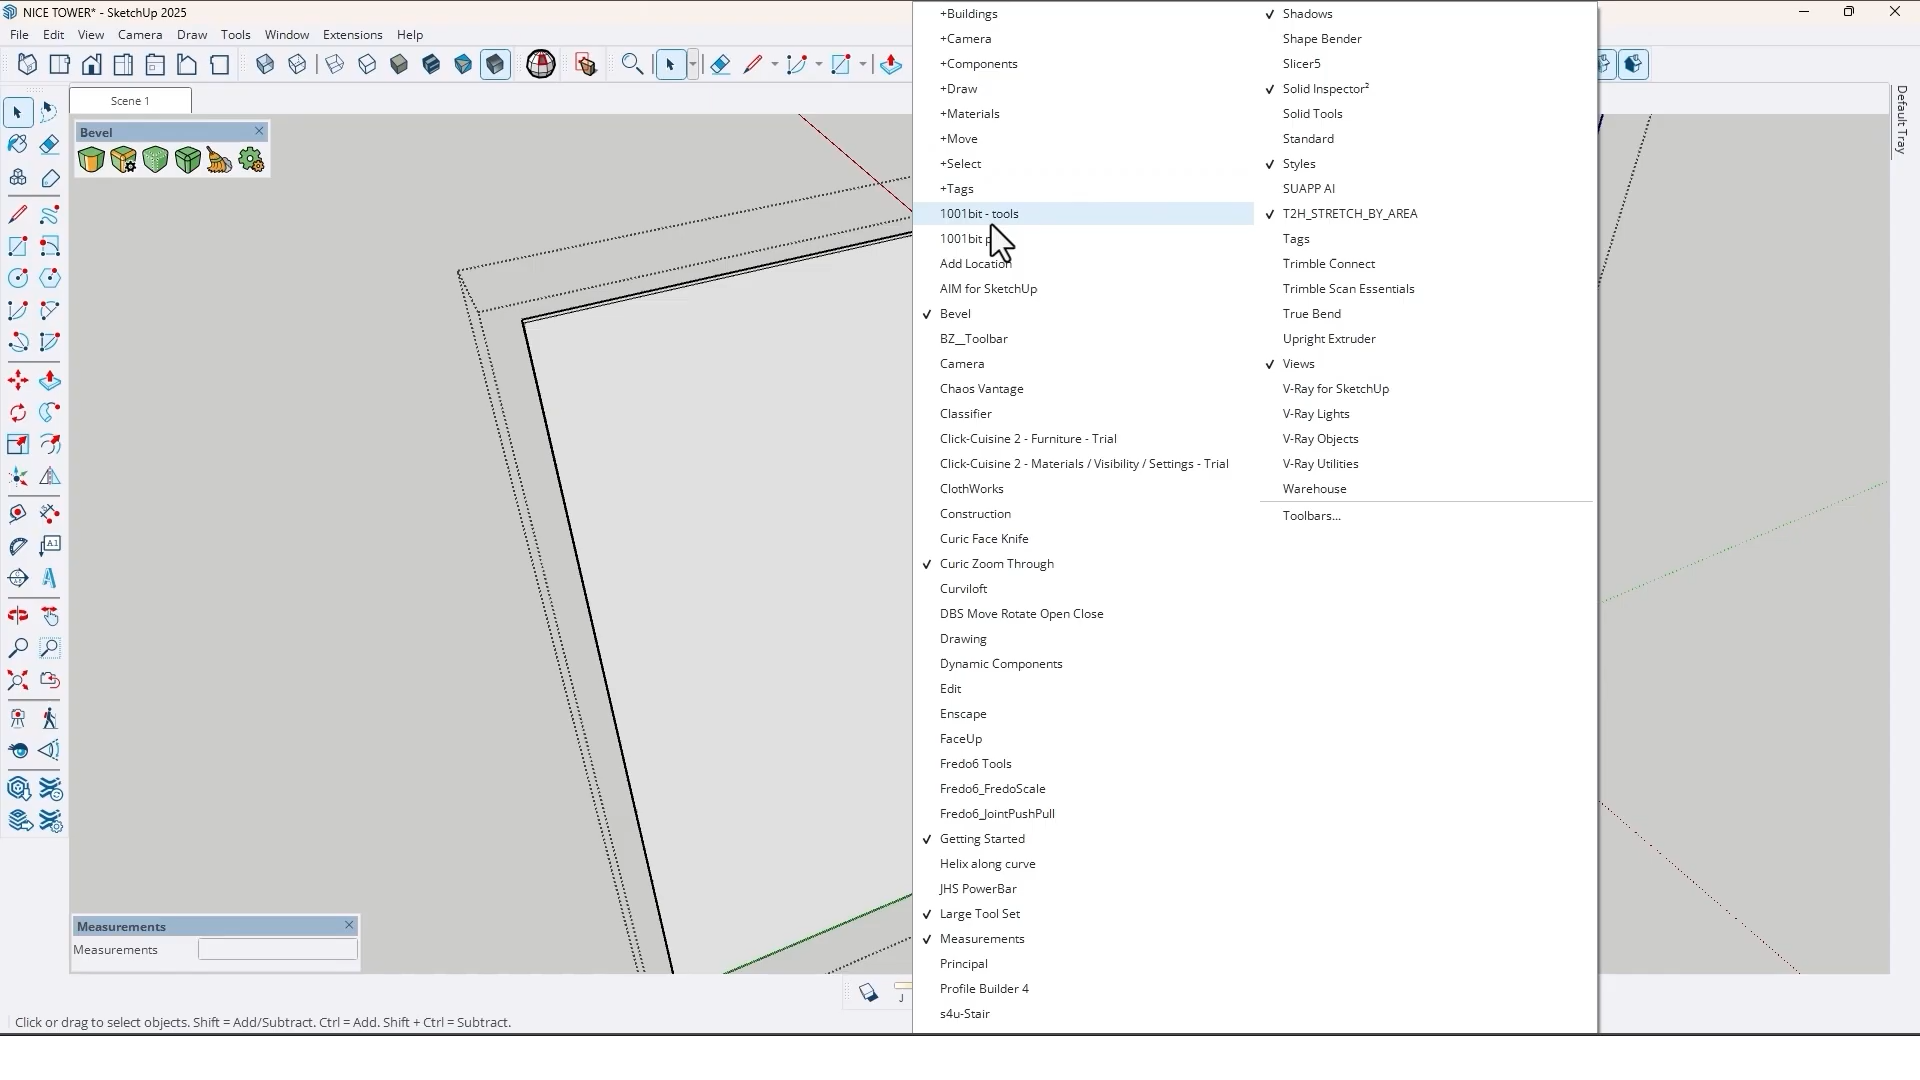 NICE TOWER* - SketchUp 2025
File Edit View Camera Draw Tools Window Extensions Help
Scene 1
Bevel
Default Tray
+Buildings
+Camera
+Components
+Draw
+Materials
+Move
+Select
+Tags
1001bit - tools
1001bit
Add Location
AIM for SketchUp
Bevel
BZ__Toolbar
Camera
Chaos Vantage
Classifier
Click-Cuisine 2 - Furniture - Trial
Click-Cuisine 2 - Materials / Visibility / Settings - Trial
ClothWorks
Construction
Curic Face Knife
Curic Zoom Through
Curviloft
DBS Move Rotate Open Close
Drawing
Dynamic Components
Edit
Enscape
FaceUp
Fredo6 Tools
Fredo6_FredoScale
Fredo6_JointPushPull
Getting Started
Helix along curve
JHS PowerBar
Large Tool Set
Measurements
Principal
Profile Builder 4
s4u-Stair
Shadows
Shape Bender
Slicer5
Solid Inspector²
Solid Tools
Standard
Styles
SUAPP AI
T2H_STRETCH_BY_AREA
Tags
Trimble Connect
Trimble Scan Essentials
True Bend
Upright Extruder
Views
V-Ray for SketchUp
V-Ray Lights
V-Ray Objects
V-Ray Utilities
Warehouse
Toolbars...
Measurements
Measurements
J
Click or drag to select objects. Shift = Add/Subtract. Ctrl = Add. Shift + Ctrl = Subtract.